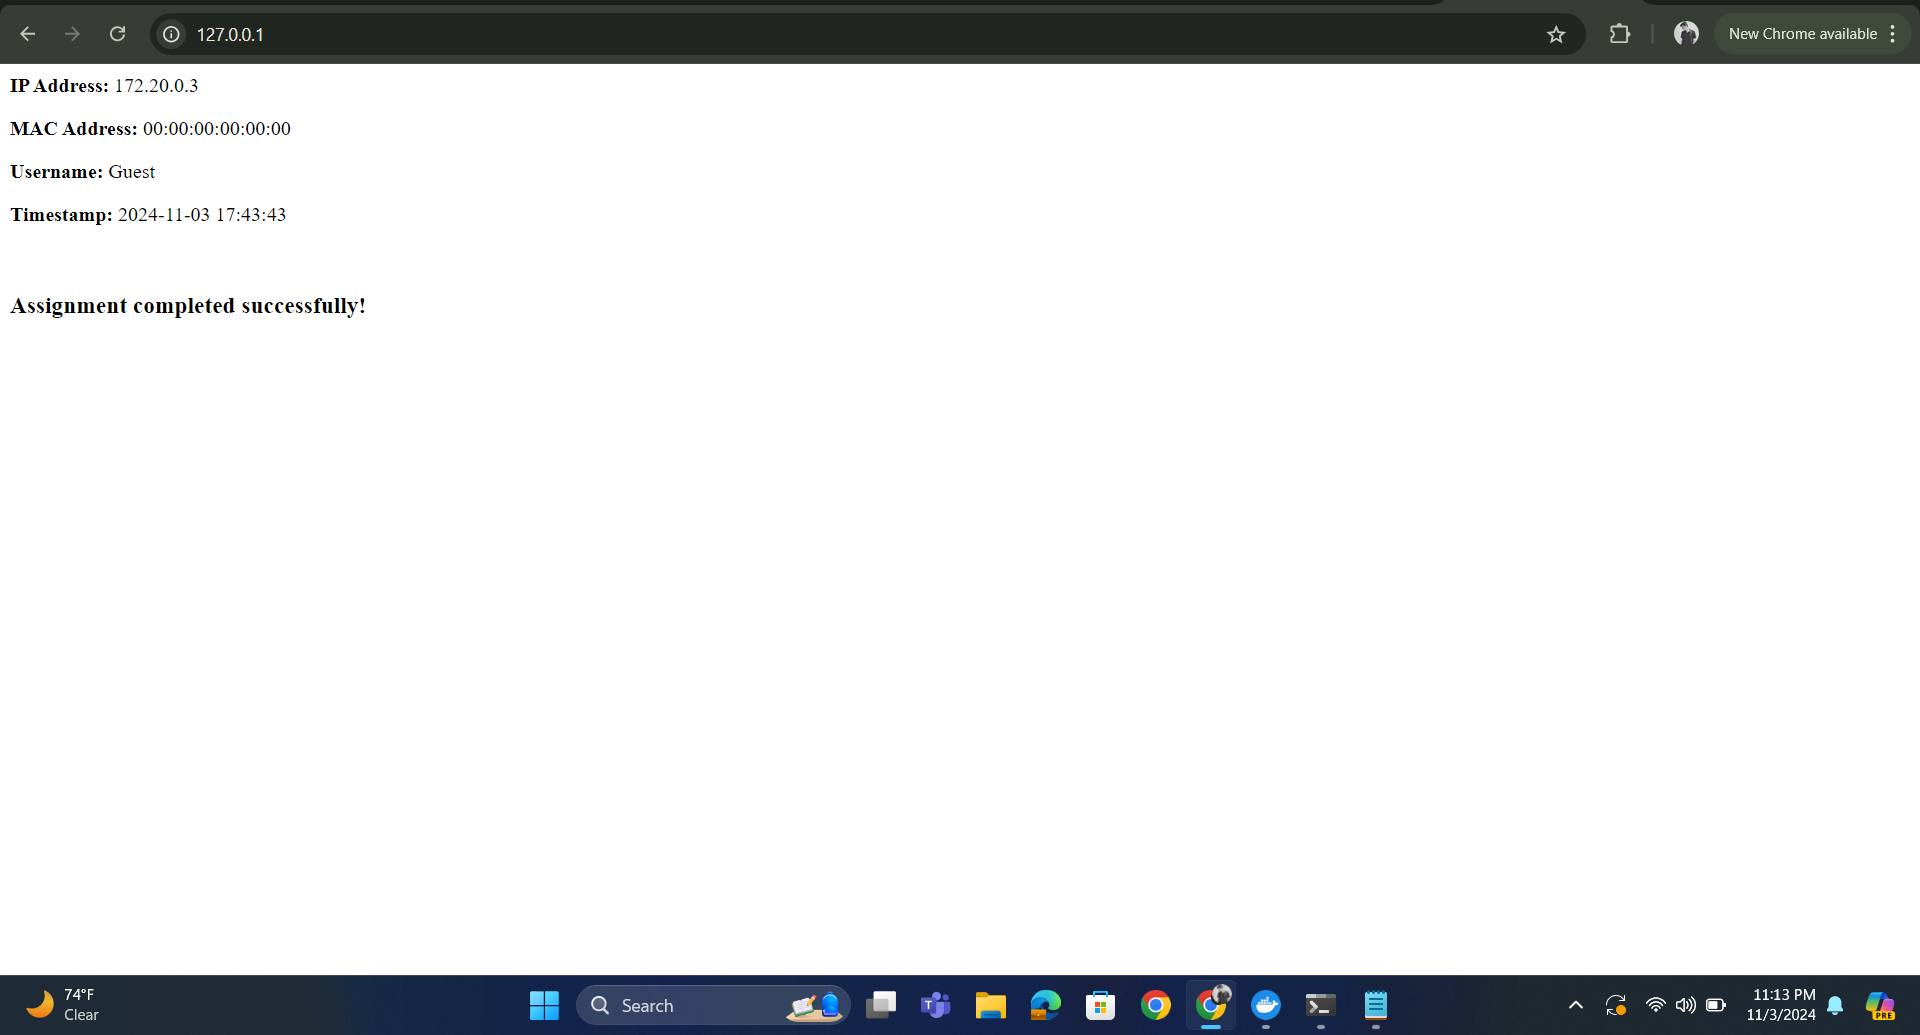 127.0.0.1
New Chrome available
IP Address: 172.20.0.3
MAC Address: 00:00:00:00:00:00
Username: Guest
Timestamp: 2024-11-03 17:43:43
Assignment completed successfully!
74°F
Clear
Search
T
PRE
11:13 PM
11/3/2024